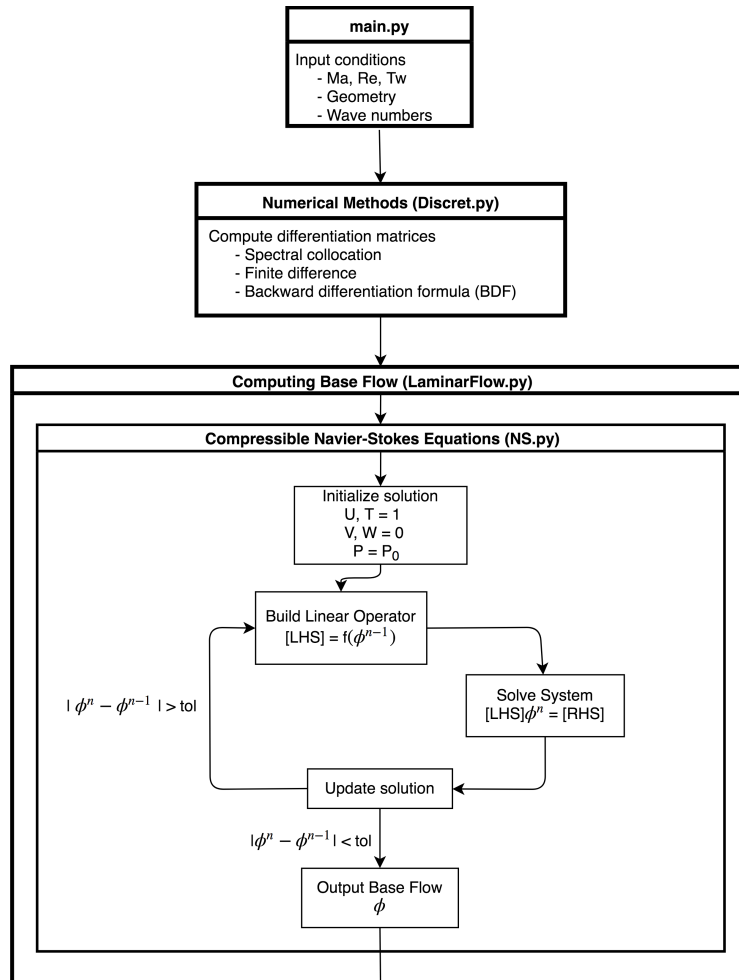 main.py
Input conditions
- Ma, Re, Tw
- Geometry
- Wave numbers
Numerical Methods (Discret.py)
Compute differentiation matrices
- Spectral collocation
- Finite difference
- Backward differentiation formula (BDF)
Computing Base Flow (LaminarFlow.py)
Compressible Navier-Stokes Equations (NS.py)
Initialize solution
U, T = 1
V, W = 0
P = P₀
Build Linear Operator
[LHS] = f(ϕⁿ⁻¹)
Solve System
[LHS]ϕⁿ = [RHS]
| ϕⁿ − ϕⁿ⁻¹ | > tol
Update solution
|ϕⁿ − ϕⁿ⁻¹| < tol
Output Base Flow
ϕ